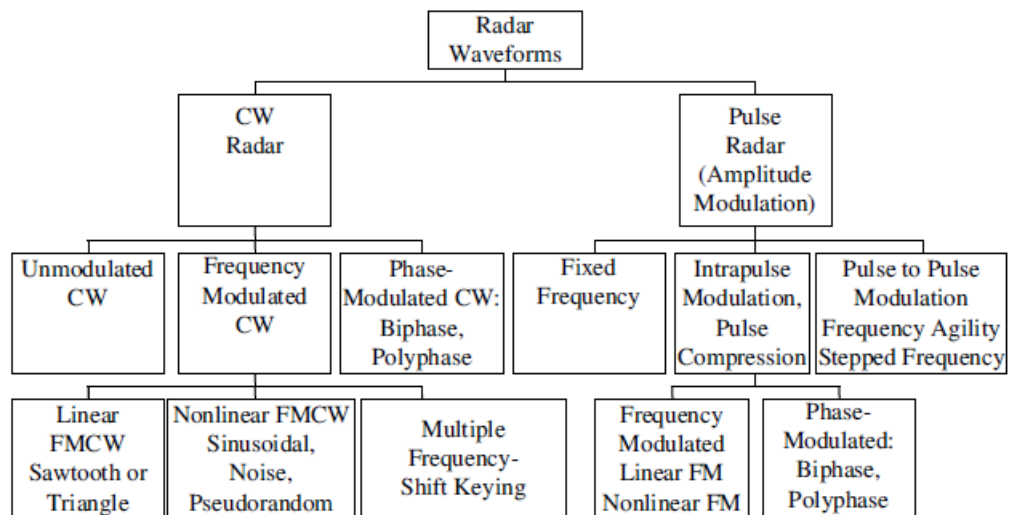 Radar
Waveforms
CW
Radar
Pulse
Radar
(Amplitude
Modulation)
Unmodulated
CW
Frequency
Modulated
CW
Phase-
Modulated CW:
Biphase,
Polyphase
Fixed
Frequency
Intrapulse
Modulation,
Pulse
Compression
Pulse to Pulse
Modulation
Frequency Agility
Stepped Frequency
Linear
FMCW
Sawtooth or
Triangle
Nonlinear FMCW
Sinusoidal,
Noise,
Pseudorandom
Multiple
Frequency-
Shift Keying
Frequency
Modulated
Linear FM
Nonlinear FM
Phase-
Modulated:
Biphase,
Polyphase